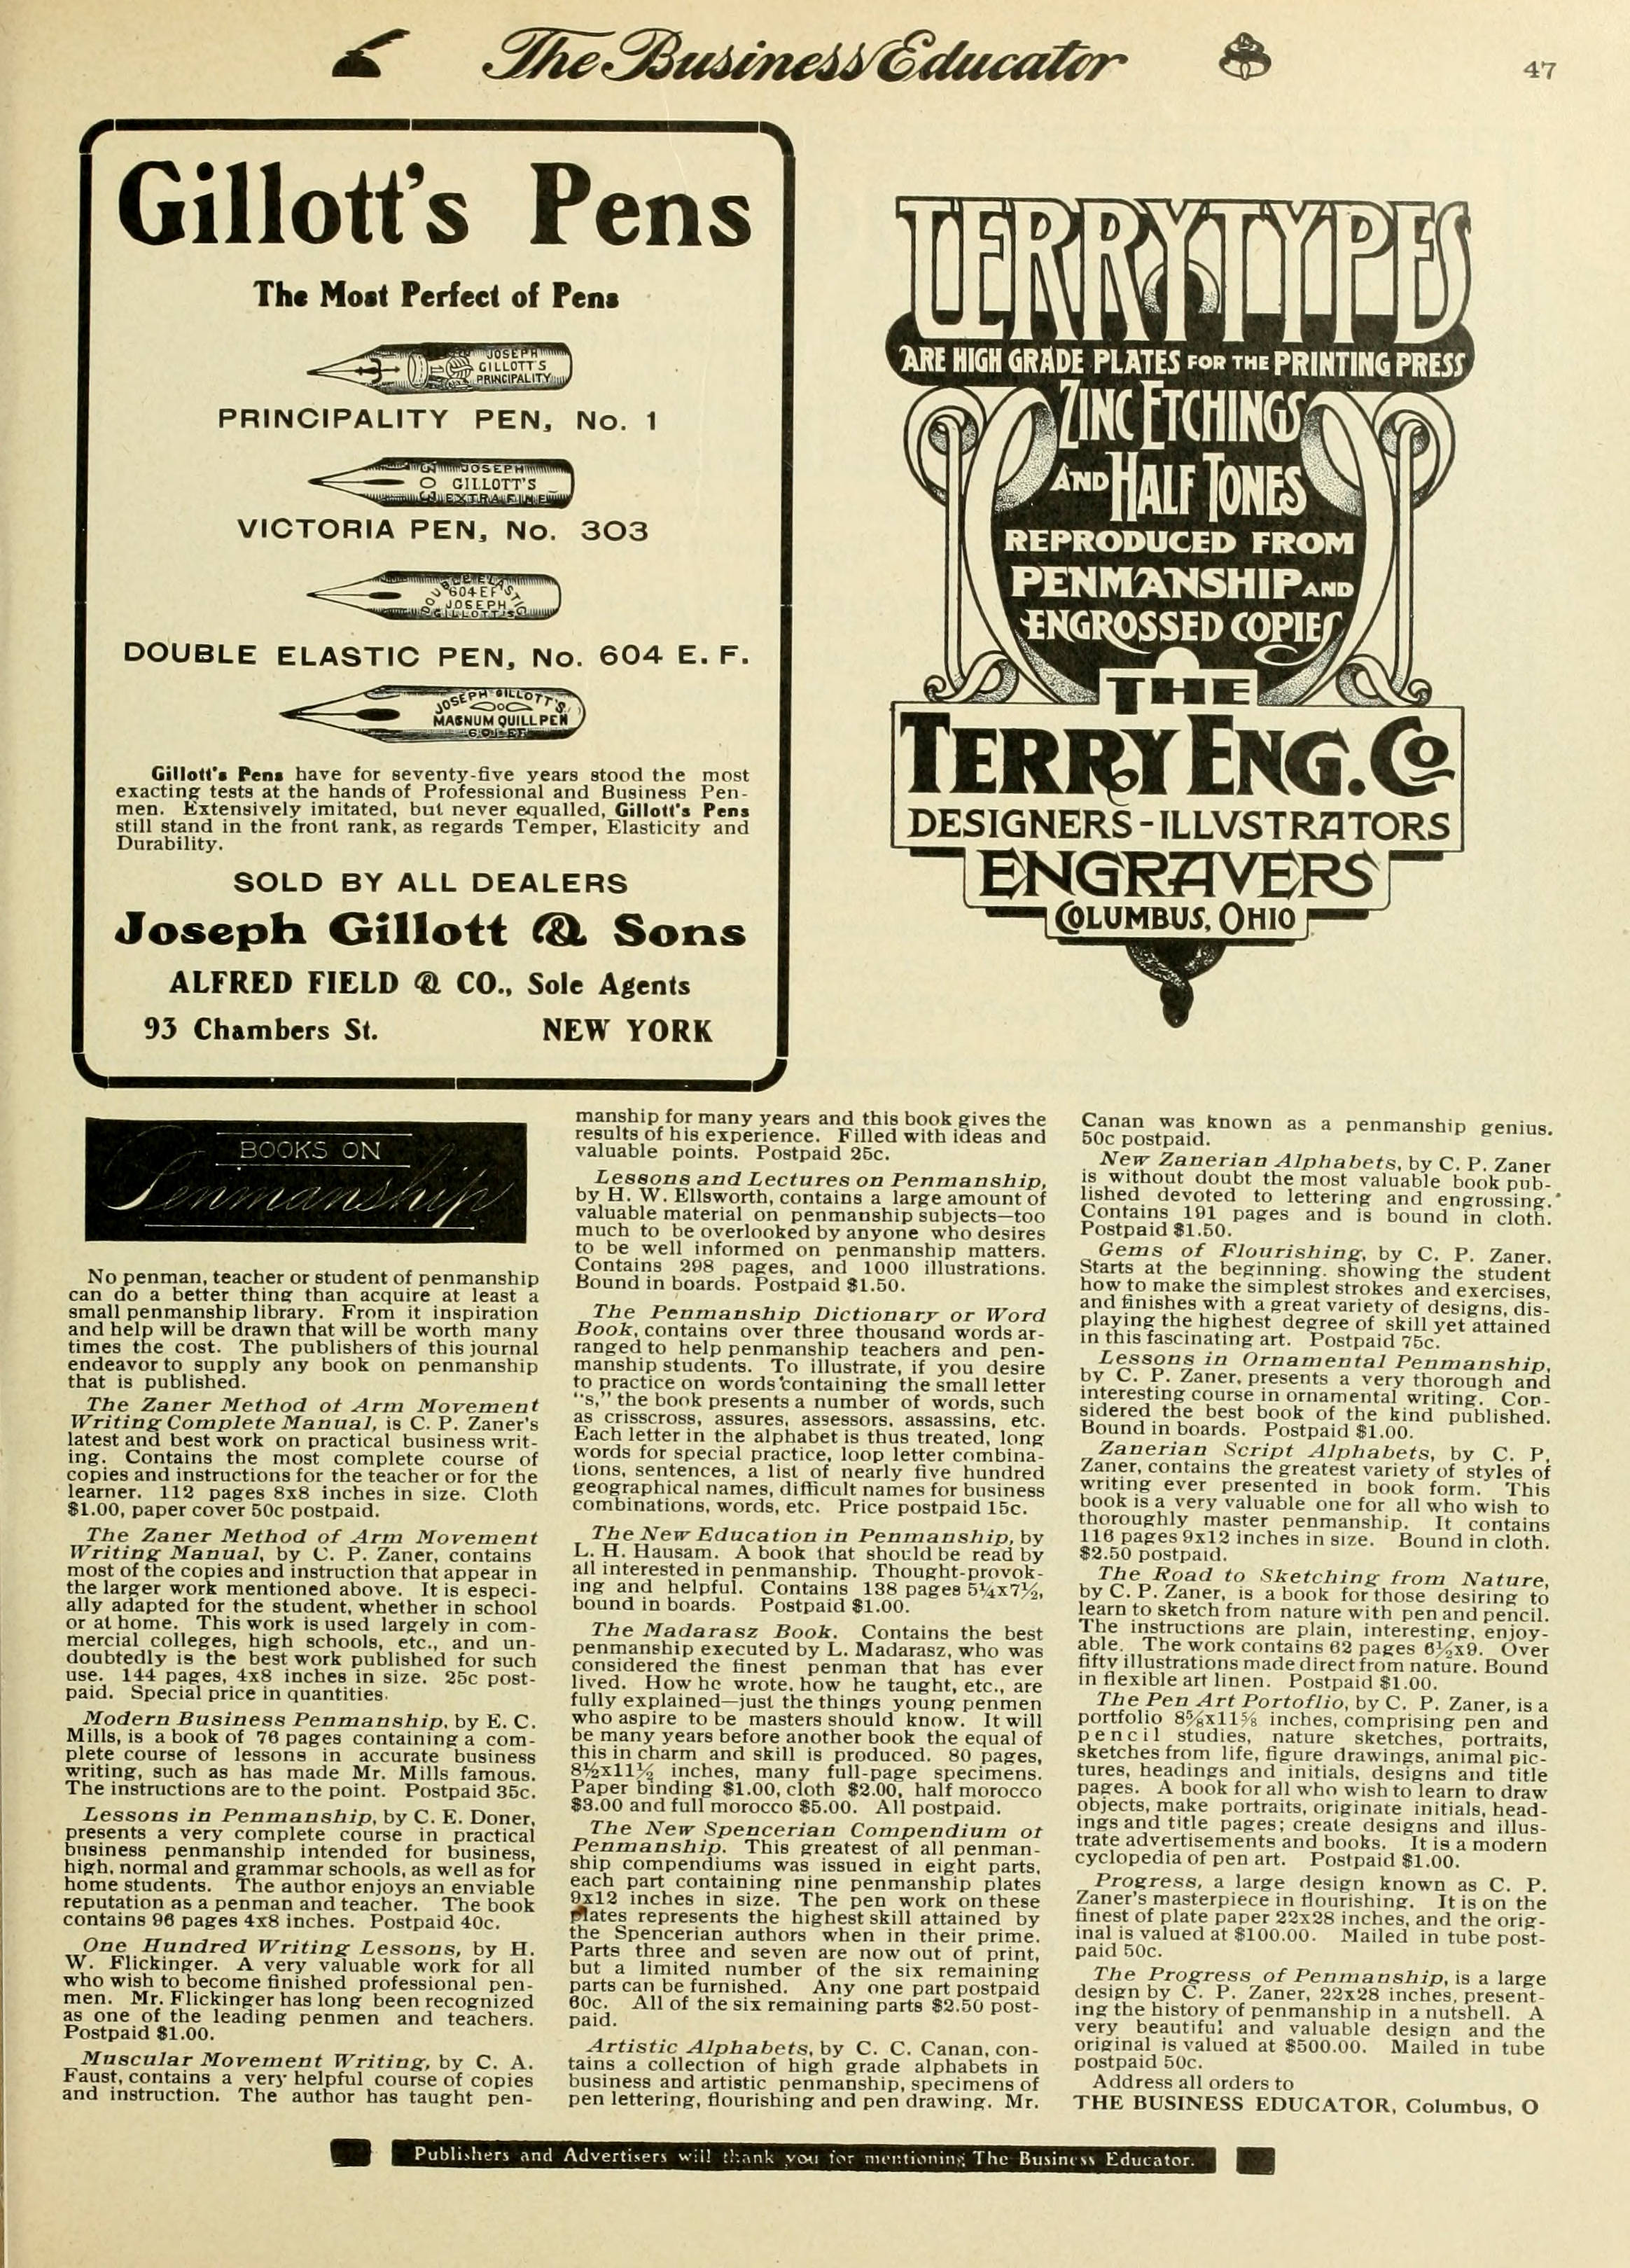 The Business Educator
47
Gillott's Pens
The Most Perfect of Pens
JOSEPH
GILLOTT'S
PRINCIPALITY
PRINCIPALITY PEN, No. 1
303
JOSEPH
GILLOTT'S
EXTRA FINE
VICTORIA PEN, No. 303
DOUBLE ELASTIC
604 EF
JOSEPH
GILLOTT'S
DOUBLE ELASTIC PEN, No. 604 E. F.
JOSEPH GILLOTT'S
MAGNUM QUILL PEN
601 EF
Gillott's Pens have for seventy-five years stood the most
exacting tests at the hands of Professional and Business Pen-
men. Extensively imitated, but never equalled, Gillott's Pens
still stand in the front rank, as regards Temper, Elasticity and
Durability.
SOLD BY ALL DEALERS
Joseph Gillott & Sons
ALFRED FIELD & CO., Sole Agents
93 Chambers St. NEW YORK
TERRYTYPES
ARE HIGH GRADE PLATES FOR THE PRINTING PRESS
ZINC ETCHINGS
AND HALF TONES
REPRODUCED FROM
PENMANSHIP AND
ENGROSSED COPIES
THE
TERRY ENG. CO
DESIGNERS-ILLVSTRATORS
ENGRAVERS
COLUMBUS, OHIO
BOOKS ON
Penmanship
No penman, teacher or student of penmanship
can do a better thing than acquire at least a
small penmanship library. From it inspiration
and help will be drawn that will be worth many
times the cost. The publishers of this journal
endeavor to supply any book on penmanship
that is published.
The Zaner Method of Arm Movement
Writing Complete Manual, is C. P. Zaner's
latest and best work on practical business writ-
ing. Contains the most complete course of
copies and instructions for the teacher or for the
learner. 112 pages 8x8 inches in size. Cloth
$1.00, paper cover 50c postpaid.
The Zaner Method of Arm Movement
Writing Manual, by C. P. Zaner, contains
most of the copies and instruction that appear in
the larger work mentioned above. It is especi-
ally adapted for the student, whether in school
or at home. This work is used largely in com-
mercial colleges, high schools, etc., and un-
doubtedly is the best work published for such
use. 144 pages, 4x8 inches in size. 25c post-
paid. Special price in quantities.
Modern Business Penmanship, by E. C.
Mills, is a book of 76 pages containing a com-
plete course of lessons in accurate business
writing, such as has made Mr. Mills famous.
The instructions are to the point. Postpaid 35c.
Lessons in Penmanship, by C. E. Doner,
presents a very complete course in practical
business penmanship intended for business,
high, normal and grammar schools, as well as for
home students. The author enjoys an enviable
reputation as a penman and teacher. The book
contains 96 pages 4x8 inches. Postpaid 40c.
One Hundred Writing Lessons, by H.
W. Flickinger. A very valuable work for all
who wish to become finished professional pen-
men. Mr. Flickinger has long been recognized
as one of the leading penmen and teachers.
Postpaid $1.00.
Muscular Movement Writing, by C. A.
Faust, contains a very helpful course of copies
and instruction. The author has taught pen-
manship for many years and this book gives the
results of his experience. Filled with ideas and
valuable points. Postpaid 25c.
Lessons and Lectures on Penmanship,
by H. W. Ellsworth, contains a large amount of
valuable material on penmanship subjects—too
much to be overlooked by anyone who desires
to be well informed on penmanship matters.
Contains 298 pages, and 1000 illustrations.
Bound in boards. Postpaid $1.50.
The Penmanship Dictionary or Word
Book, contains over three thousand words ar-
ranged to help penmanship teachers and pen-
manship students. To illustrate, if you desire
to practice on words containing the small letter
"s," the book presents a number of words, such
as crisscross, assures, assessors, assassins, etc.
Each letter in the alphabet is thus treated, long
words for special practice, loop letter combina-
tions, sentences, a list of nearly five hundred
geographical names, difficult names for business
combinations, words, etc. Price postpaid 15c.
The New Education in Penmanship, by
L. H. Hausam. A book that should be read by
all interested in penmanship. Thought-provok-
ing and helpful. Contains 138 pages 5¼x7½,
bound in boards. Postpaid $1.00.
The Madarasz Book. Contains the best
penmanship executed by L. Madarasz, who was
considered the finest penman that has ever
lived. How he wrote, how he taught, etc., are
fully explained—just the things young penmen
who aspire to be masters should know. It will
be many years before another book the equal of
this in charm and skill is produced. 80 pages,
8½x11½ inches, many full-page specimens.
Paper binding $1.00, cloth $2.00, half morocco
$3.00 and full morocco $5.00. All postpaid.
The New Spencerian Compendium of
Penmanship. This greatest of all penman-
ship compendiums was issued in eight parts,
each part containing nine penmanship plates
9x12 inches in size. The pen work on these
plates represents the highest skill attained by
the Spencerian authors when in their prime.
Parts three and seven are now out of print,
but a limited number of the six remaining
parts can be furnished. Any one part postpaid
60c. All of the six remaining parts $2.50 post-
paid.
Artistic Alphabets, by C. C. Canan, con-
tains a collection of high grade alphabets in
business and artistic penmanship, specimens of
pen lettering, flourishing and pen drawing. Mr.
Canan was known as a penmanship genius.
50c postpaid.
New Zanerian Alphabets, by C. P. Zaner
is without doubt the most valuable book pub-
lished devoted to lettering and engrossing.
Contains 191 pages and is bound in cloth.
Postpaid $1.50.
Gems of Flourishing, by C. P. Zaner.
Starts at the beginning. showing the student
how to make the simplest strokes and exercises,
and finishes with a great variety of designs, dis-
playing the highest degree of skill yet attained
in this fascinating art. Postpaid 75c.
Lessons in Ornamental Penmanship,
by C. P. Zaner, presents a very thorough and
interesting course in ornamental writing. Con-
sidered the best book of the kind published.
Bound in boards. Postpaid $1.00.
Zanerian Script Alphabets, by C. P.
Zaner, contains the greatest variety of styles of
writing ever presented in book form. This
book is a very valuable one for all who wish to
thoroughly master penmanship. It contains
116 pages 9x12 inches in size. Bound in cloth.
$2.50 postpaid.
The Road to Sketching from Nature,
by C. P. Zaner, is a book for those desiring to
learn to sketch from nature with pen and pencil.
The instructions are plain, interesting, enjoy-
able. The work contains 62 pages 6½x9. Over
fifty illustrations made direct from nature. Bound
in flexible art linen. Postpaid $1.00.
The Pen Art Portoflio, by C. P. Zaner, is a
portfolio 8⅝x11⅝ inches, comprising pen and
pencil studies, nature sketches, portraits,
sketches from life, figure drawings, animal pic-
tures, headings and initials, designs and title
pages. A book for all who wish to learn to draw
objects, make portraits, originate initials, head-
ings and title pages; create designs and illus-
trate advertisements and books. It is a modern
cyclopedia of pen art. Postpaid $1.00.
Progress, a large design known as C. P.
Zaner's masterpiece in flourishing. It is on the
finest of plate paper 22x28 inches, and the orig-
inal is valued at $100.00. Mailed in tube post-
paid 50c.
The Progress of Penmanship, is a large
design by C. P. Zaner, 22x28 inches, present-
ing the history of penmanship in a nutshell. A
very beautiful and valuable design and the
original is valued at $500.00. Mailed in tube
postpaid 50c.
Address all orders to
THE BUSINESS EDUCATOR, Columbus, O
Publishers and Advertisers will thank you for mentioning The Business Educator.